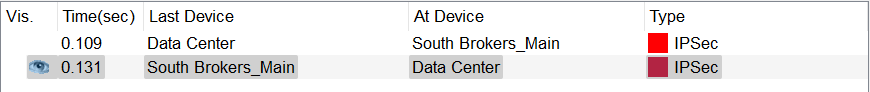 Vis. Time(sec) Last Device At Device Type
0.109 Data Center South Brokers_Main IPSec
0.131 South Brokers_Main Data Center IPSec